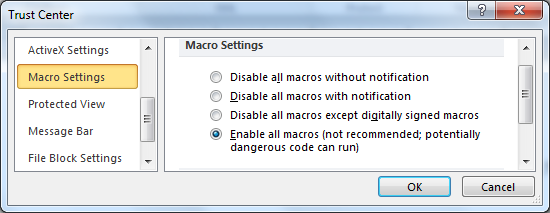 Trust Center
ActiveX Settings
Macro Settings
Protected View
Message Bar
File Block Settings
Macro Settings
Disable all macros without notification
Disable all macros with notification
Disable all macros except digitally signed macros
Enable all macros (not recommended; potentially
dangerous code can run)
OK
Cancel